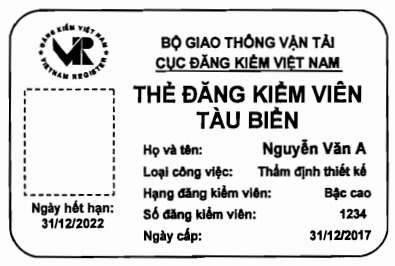 ĐĂNG KIỂM VIỆT NAM
VR
VIETNAM REGISTER
BỘ GIAO THÔNG VẬN TẢI
CỤC ĐĂNG KIỂM VIỆT NAM
THẺ ĐĂNG KIỂM VIÊN
TÀU BIỂN
Họ và tên: Nguyễn Văn A
Loại công việc: Thẩm định thiết kế
Hạng đăng kiểm viên: Bậc cao
Số đăng kiểm viên: 1234
Ngày cấp: 31/12/2017
Ngày hết hạn:
31/12/2022